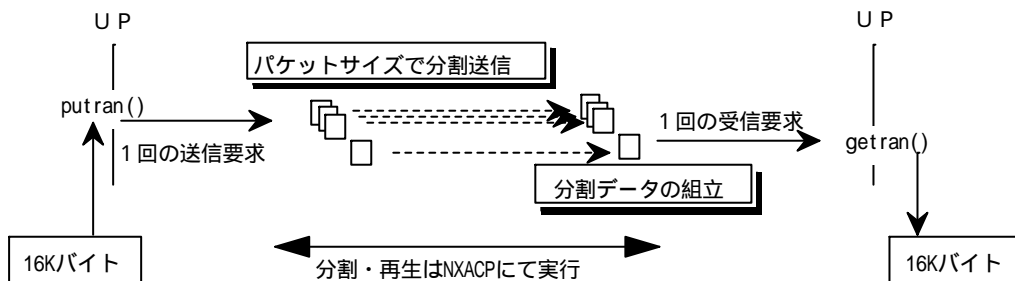 ＵＰ
ＵＰ
パケットサイズで分割送信
putran()
１回の送信要求
１回の受信要求
getran()
分割データの組立
16Kバイト
分割・再生はNXACPにて実行
16Kバイト